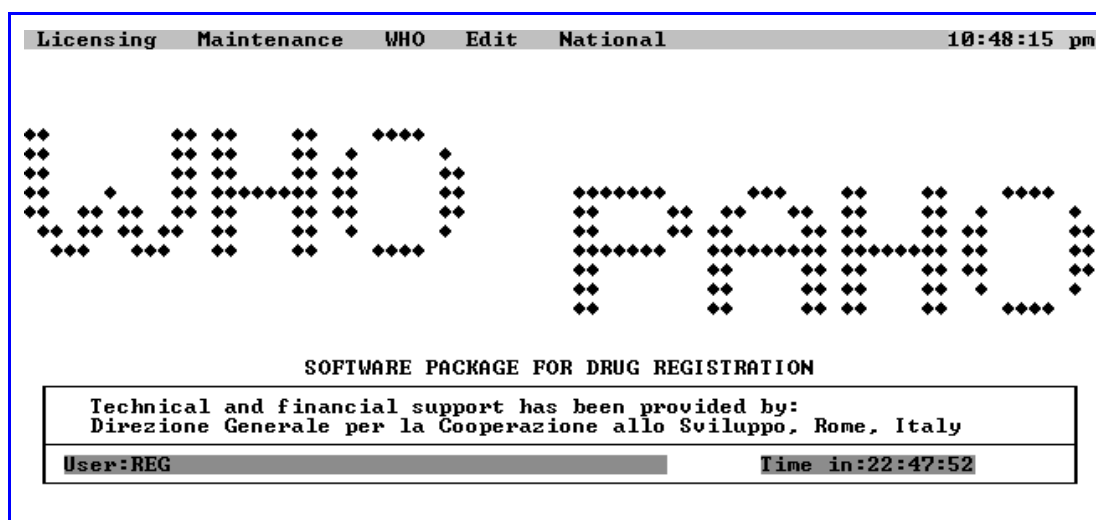 Licensing Maintenance WHO Edit National 10:48:15 pm
WHO
PAHO
SOFTWARE PACKAGE FOR DRUG REGISTRATION
Technical and financial support has been provided by:
Direzione Generale per la Cooperazione allo Sviluppo, Rome, Italy
User:REG Time in:22:47:52